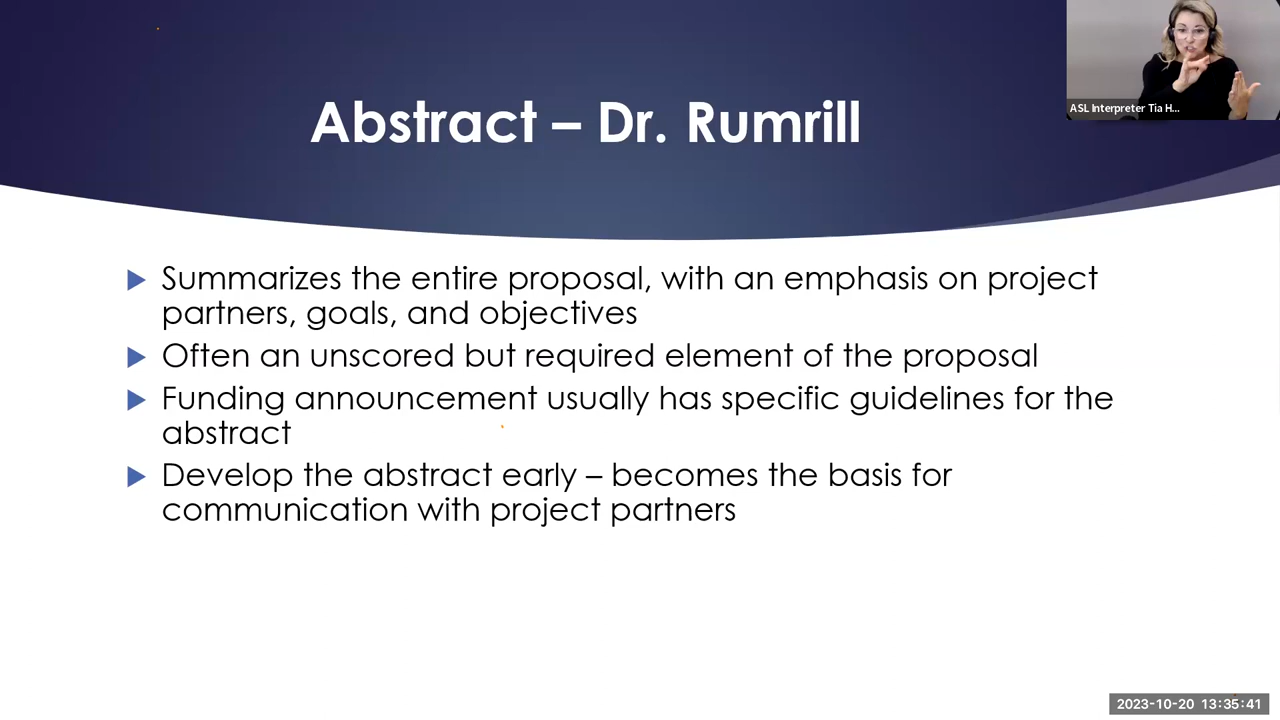 Abstract – Dr. Rumrill
ASL Interpreter Tia H...
Summarizes the entire proposal, with an emphasis on project
partners, goals, and objectives
Often an unscored but required element of the proposal
Funding announcement usually has specific guidelines for the
abstract
Develop the abstract early – becomes the basis for
communication with project partners
2023-10-20 13:35:41